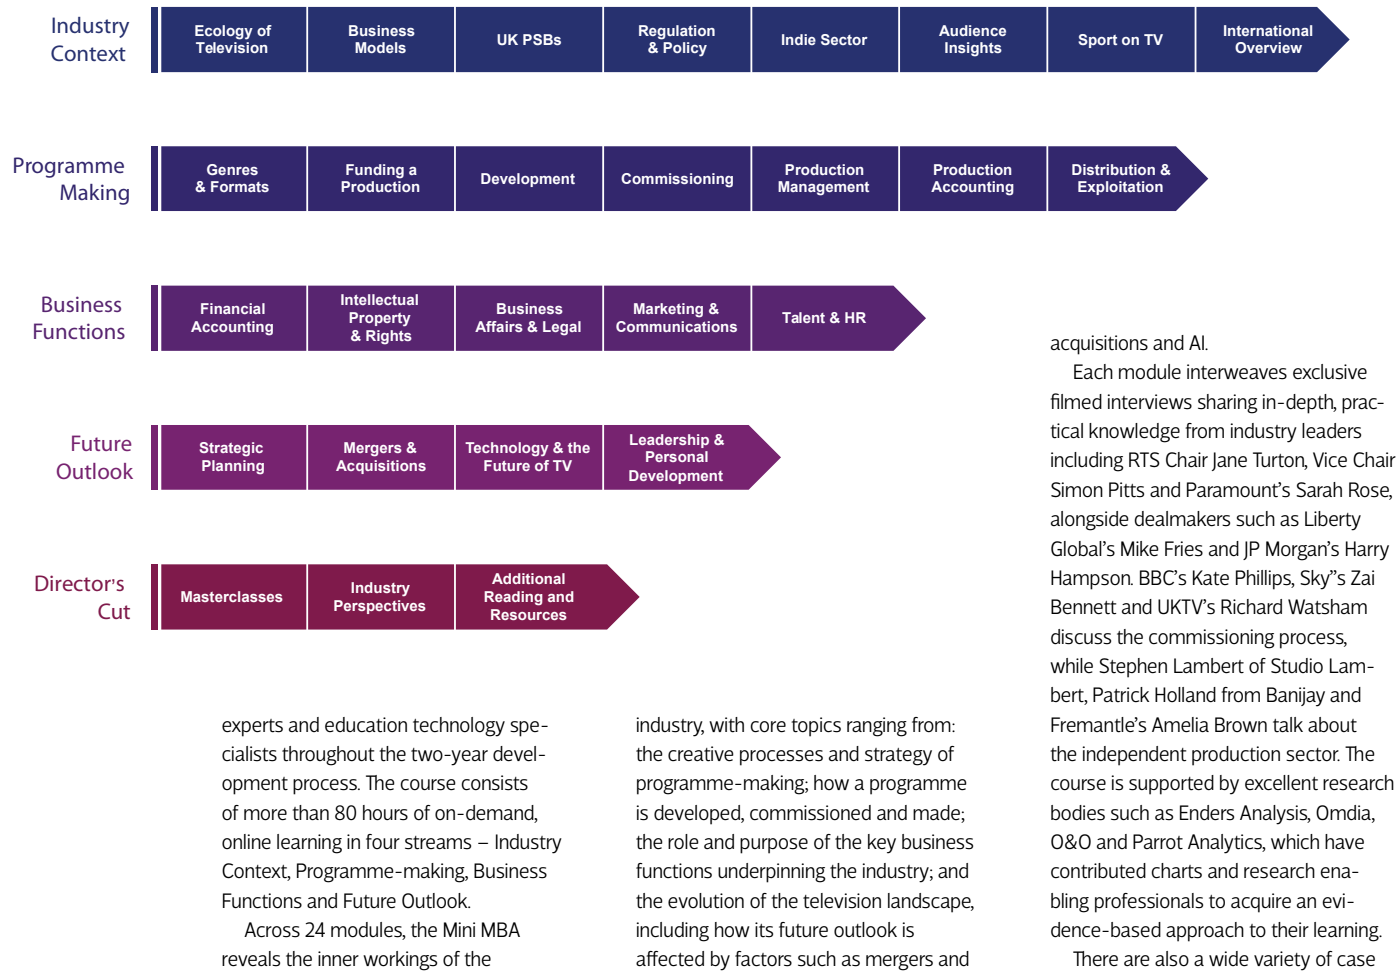 Industry
Context
Ecology of
Television
Business
Models
UK PSBs
Regulation
& Policy
Indie Sector
Audience
Insights
Sport on TV
International
Overview
Programme
Making
Genres
& Formats
Funding a
Production
Development
Commissioning
Production
Management
Production
Accounting
Distribution &
Exploitation
Business
Functions
Financial
Accounting
Intellectual
Property
& Rights
Business
Affairs & Legal
Marketing &
Communications
Talent & HR
Future
Outlook
Strategic
Planning
Mergers &
Acquisitions
Technology & the
Future of TV
Leadership &
Personal
Development
Director's
Cut
Masterclasses
Industry
Perspectives
Additional
Reading and
Resources
experts and education technology spe-
cialists throughout the two-year devel-
opment process. The course consists
of more than 80 hours of on-demand,
online learning in four streams – Industry
Context, Programme-making, Business
Functions and Future Outlook.
Across 24 modules, the Mini MBA
reveals the inner workings of the
industry, with core topics ranging from:
the creative processes and strategy of
programme-making; how a programme
is developed, commissioned and made;
the role and purpose of the key business
functions underpinning the industry; and
the evolution of the television landscape,
including how its future outlook is
affected by factors such as mergers and
acquisitions and AI.
Each module interweaves exclusive
filmed interviews sharing in-depth, prac-
tical knowledge from industry leaders
including RTS Chair Jane Turton, Vice Chair
Simon Pitts and Paramount’s Sarah Rose,
alongside dealmakers such as Liberty
Global’s Mike Fries and JP Morgan’s Harry
Hampson. BBC’s Kate Phillips, Sky’’s Zai
Bennett and UKTV’s Richard Watsham
discuss the commissioning process,
while Stephen Lambert of Studio Lam-
bert, Patrick Holland from Banijay and
Fremantle’s Amelia Brown talk about
the independent production sector. The
course is supported by excellent research
bodies such as Enders Analysis, Omdia,
O&O and Parrot Analytics, which have
contributed charts and research ena-
bling professionals to acquire an evi-
dence-based approach to their learning.
There are also a wide variety of case